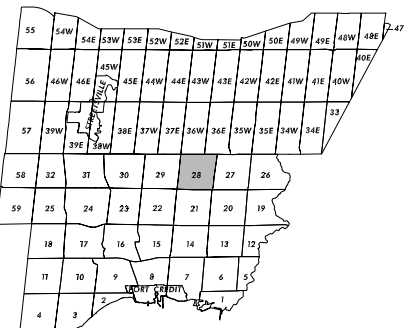 55 54W 54E 53W 53E 52W 52E 51W 51E 50W 50E 49W 49E 48W 48E 47
40E
45W
56 46W 46E 45E 44W 44E 43W 43E 42W 42E 41W 41E 40W
STREETSVILLE
33
57 39W 38E 37W 37E 36W 36E 35W 35E 34W 34E
39E 38W
58 32 31 30 29 28 27 26
59 25 24 23 22 21 20 19
18 17 16 15 14 13 12
11 10 9 8 7 6 5
PORT CREDIT
4 3 2 1